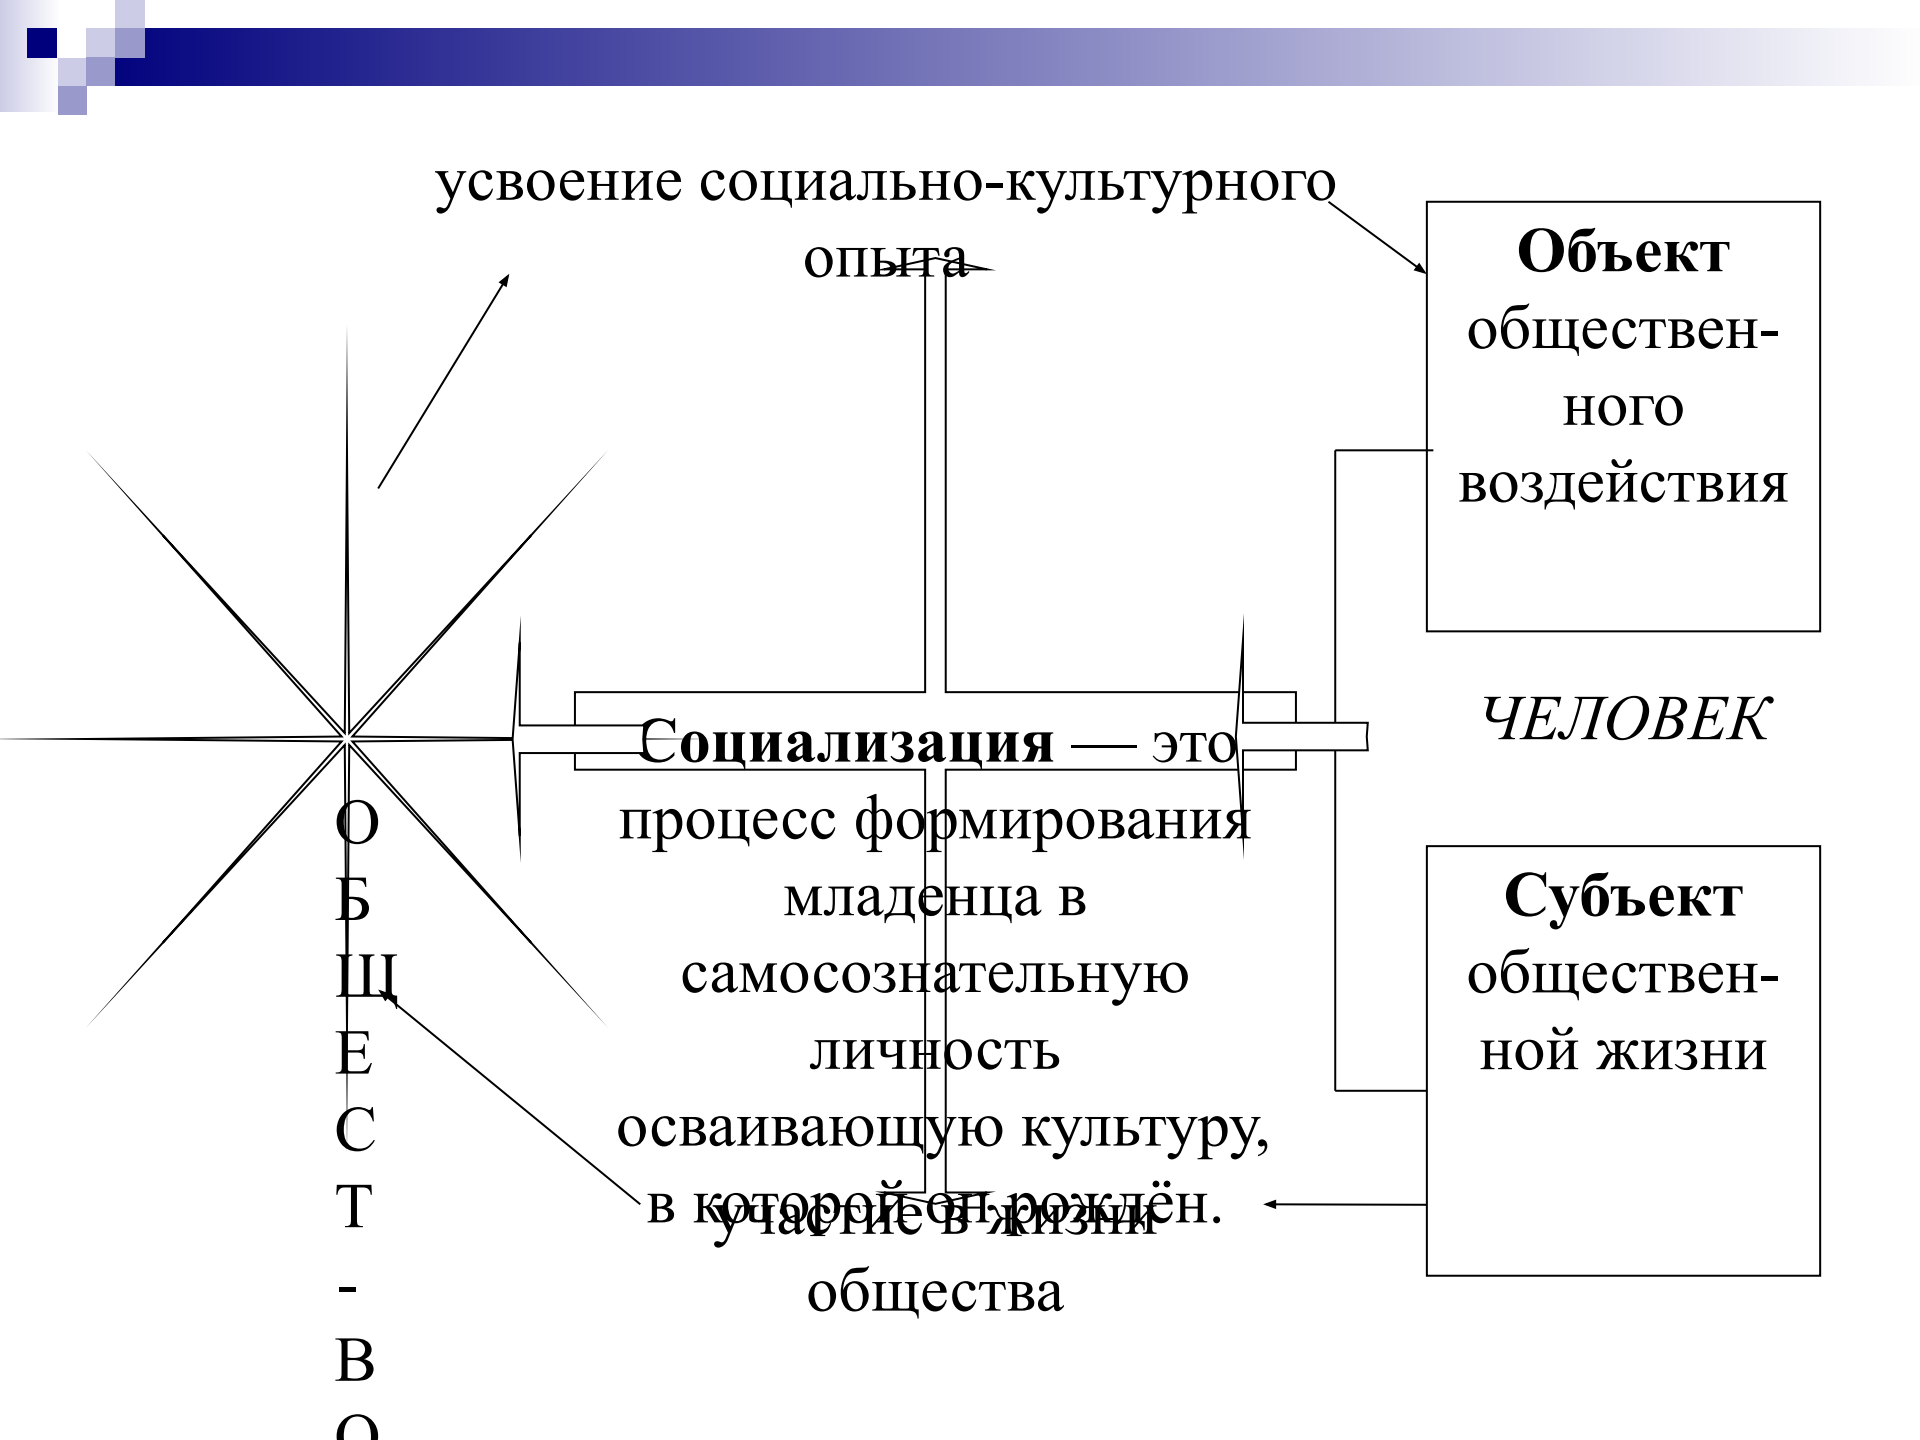 усвоение социально-культурного
опыта
Объект
обществен-
ного
воздействия
ЧЕЛОВЕК
Социализация — это
процесс формирования
младенца в
самосознательную
личность
осваивающую культуру,
в которой он рождён.
участие в жизни
общества
Субъект
обществен-
ной жизни
О
Б
Щ
Е
С
Т
-
В
О